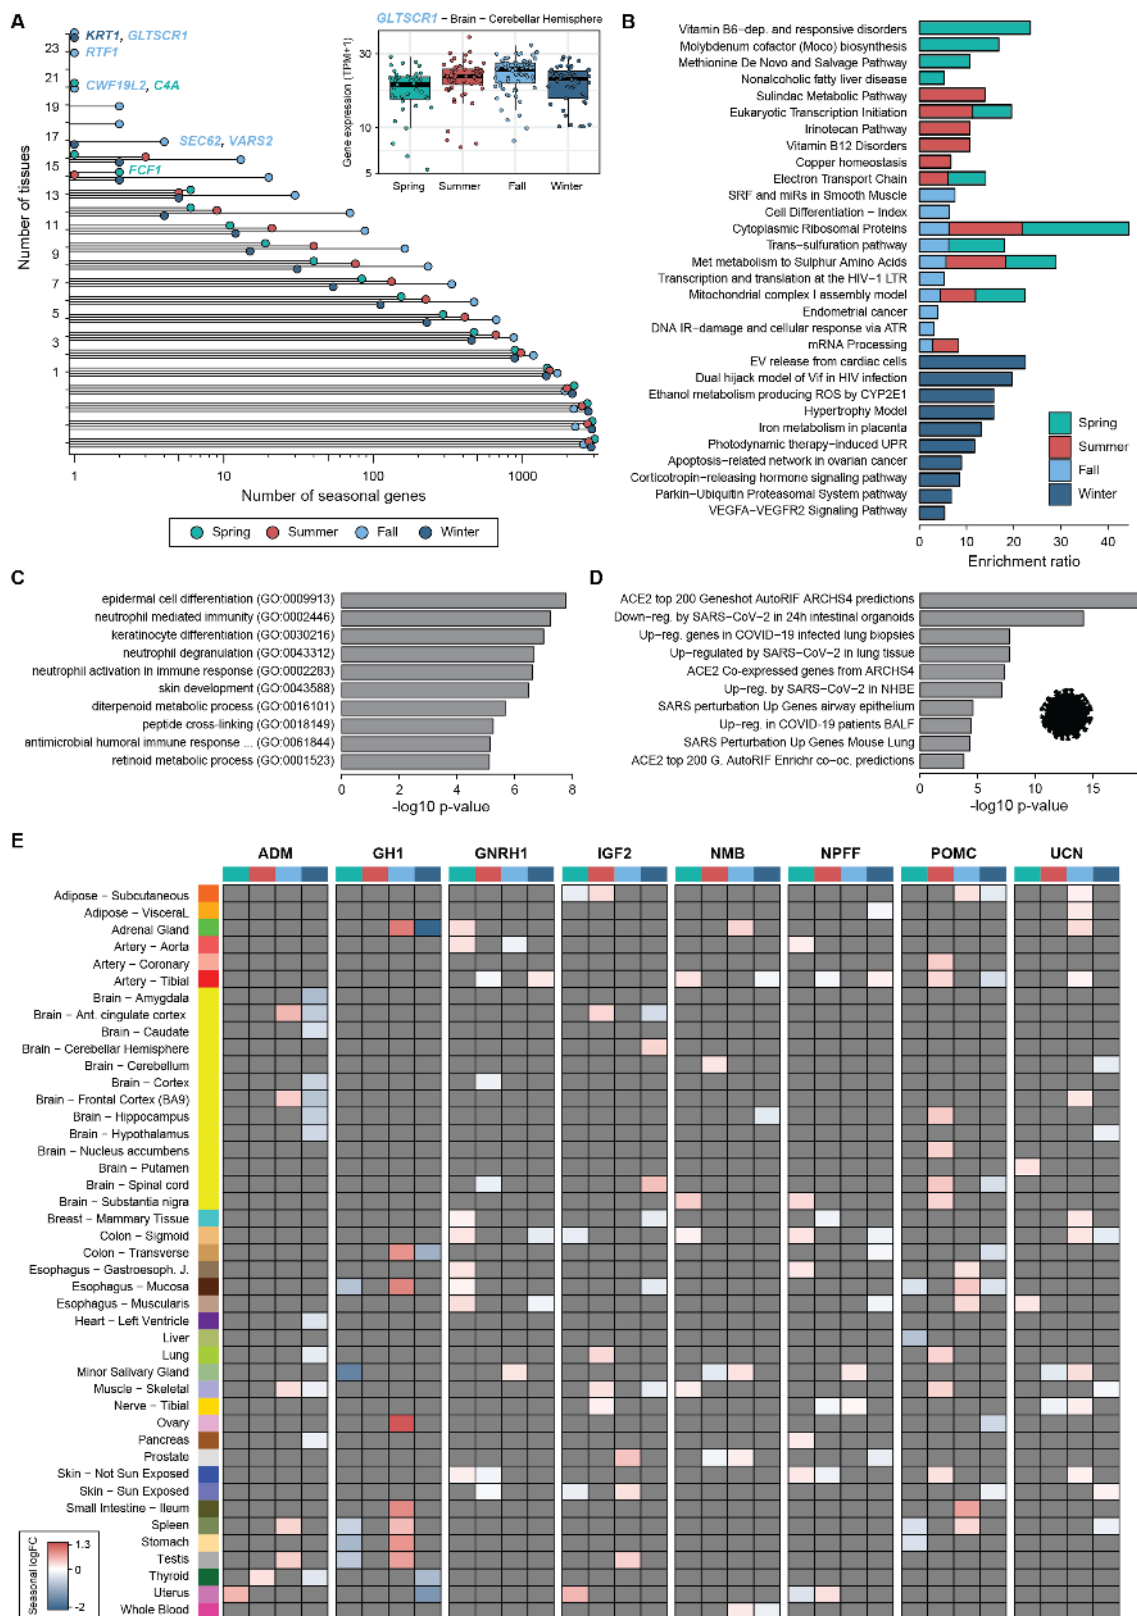 A
GLTSCR1 – Brain – Cerebellar Hemisphere
KRT1, GLTSCR1
RTF1
CWF19L2, C4A
SEC62, VARS2
FCF1
Number of tissues
23
21
19
17
15
13
11
9
7
5
3
1
1
10
100
1000
Number of seasonal genes
Gene expression (TPM+1)
30
10
5
Spring
Summer
Fall
Winter
Spring
Summer
Fall
Winter
B
Vitamin B6–dep. and responsive disorders
Molybdenum cofactor (Moco) biosynthesis
Methionine De Novo and Salvage Pathway
Nonalcoholic fatty liver disease
Sulindac Metabolic Pathway
Eukaryotic Transcription Initiation
Irinotecan Pathway
Vitamin B12 Disorders
Copper homeostasis
Electron Transport Chain
SRF and miRs in Smooth Muscle
Cell Differentiation – Index
Cytoplasmic Ribosomal Proteins
Trans–sulfuration pathway
Met metabolism to Sulphur Amino Acids
Transcription and translation at the HIV–1 LTR
Mitochondrial complex I assembly model
Endometrial cancer
DNA IR–damage and cellular response via ATR
mRNA Processing
EV release from cardiac cells
Dual hijack model of Vif in HIV infection
Ethanol metabolism producing ROS by CYP2E1
Hypertrophy Model
Iron metabolism in placenta
Photodynamic therapy–induced UPR
Apoptosis–related network in ovarian cancer
Corticotropin–releasing hormone signaling pathway
Parkin–Ubiquitin Proteasomal System pathway
VEGFA–VEGFR2 Signaling Pathway
Spring
Summer
Fall
Winter
0
10
20
30
40
Enrichment ratio
C
epidermal cell differentiation (GO:0009913)
neutrophil mediated immunity (GO:0002446)
keratinocyte differentiation (GO:0030216)
neutrophil degranulation (GO:0043312)
neutrophil activation in immune response (GO:0002283)
skin development (GO:0043588)
diterpenoid metabolic process (GO:0016101)
peptide cross–linking (GO:0018149)
antimicrobial humoral immune response ... (GO:0061844)
retinoid metabolic process (GO:0001523)
0
2
4
6
8
-log10 p-value
D
ACE2 top 200 Geneshot AutoRIF ARCHS4 predictions
Down–reg. by SARS–CoV–2 in 24h intestinal organoids
Up–reg. genes in COVID–19 infected lung biopsies
Up–regulated by SARS–CoV–2 in lung tissue
ACE2 Co–expressed genes from ARCHS4
Up–reg. by SARS–CoV–2 in NHBE
SARS perturbation Up Genes airway epithelium
Up–reg. in COVID–19 patients BALF
SARS Perturbation Up Genes Mouse Lung
ACE2 top 200 G. AutoRIF Enrichr co–oc. predictions
0
5
10
15
-log10 p-value
E
ADM
GH1
GNRH1
IGF2
NMB
NPFF
POMC
UCN
Adipose – Subcutaneous
Adipose – VisceraL
Adrenal Gland
Artery – Aorta
Artery – Coronary
Artery – Tibial
Brain – Amygdala
Brain – Ant. cingulate cortex
Brain – Caudate
Brain – Cerebellar Hemisphere
Brain – Cerebellum
Brain – Cortex
Brain – Frontal Cortex (BA9)
Brain – Hippocampus
Brain – Hypothalamus
Brain – Nucleus accumbens
Brain – Putamen
Brain – Spinal cord
Brain – Substantia nigra
Breast – Mammary Tissue
Colon – Sigmoid
Colon – Transverse
Esophagus – Gastroesoph. J.
Esophagus – Mucosa
Esophagus – Muscularis
Heart – Left Ventricle
Liver
Lung
Minor Salivary Gland
Muscle – Skeletal
Nerve – Tibial
Ovary
Pancreas
Prostate
Skin – Not Sun Exposed
Skin – Sun Exposed
Small Intestine – Ileum
Spleen
Stomach
Testis
Thyroid
Uterus
Whole Blood
Seasonal logFC
1.3
0
-2